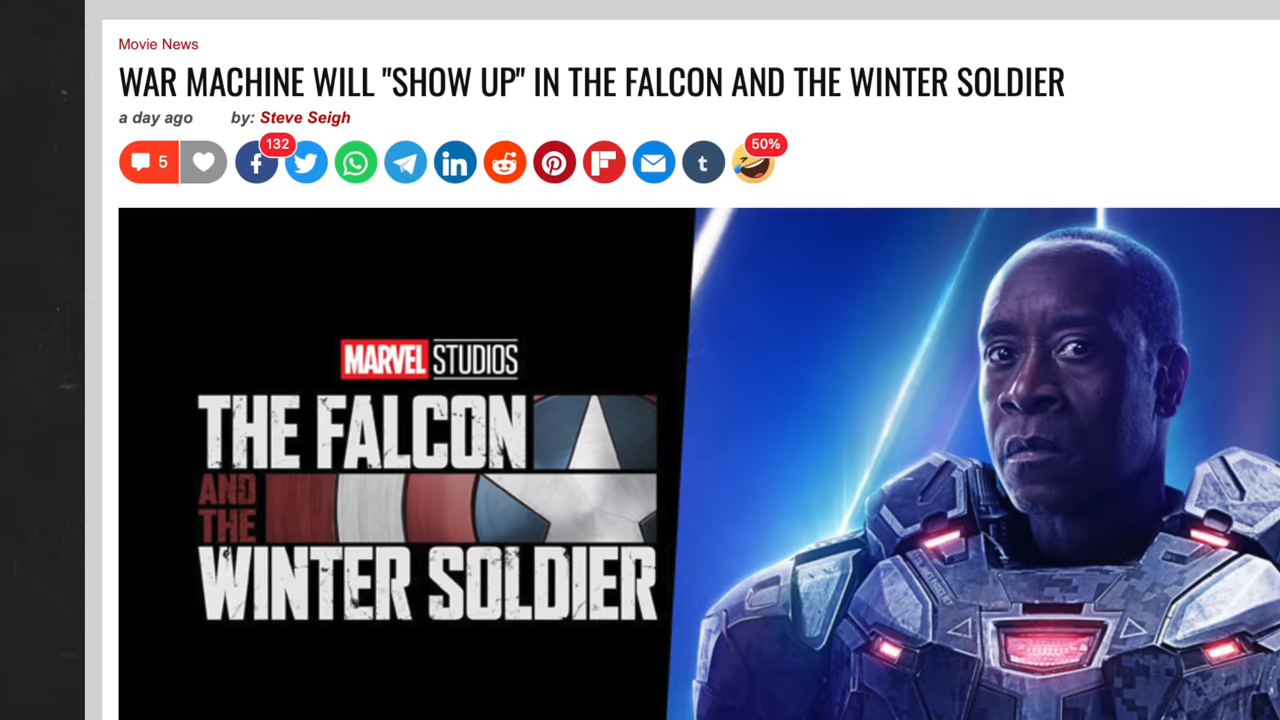 Movie News
WAR MACHINE WILL "SHOW UP" IN THE FALCON AND THE WINTER SOLDIER
a day ago by: Steve Seigh
132 50%
5
MARVEL STUDIOS
THE FALCON
AND
THE
WINTER SOLDIER